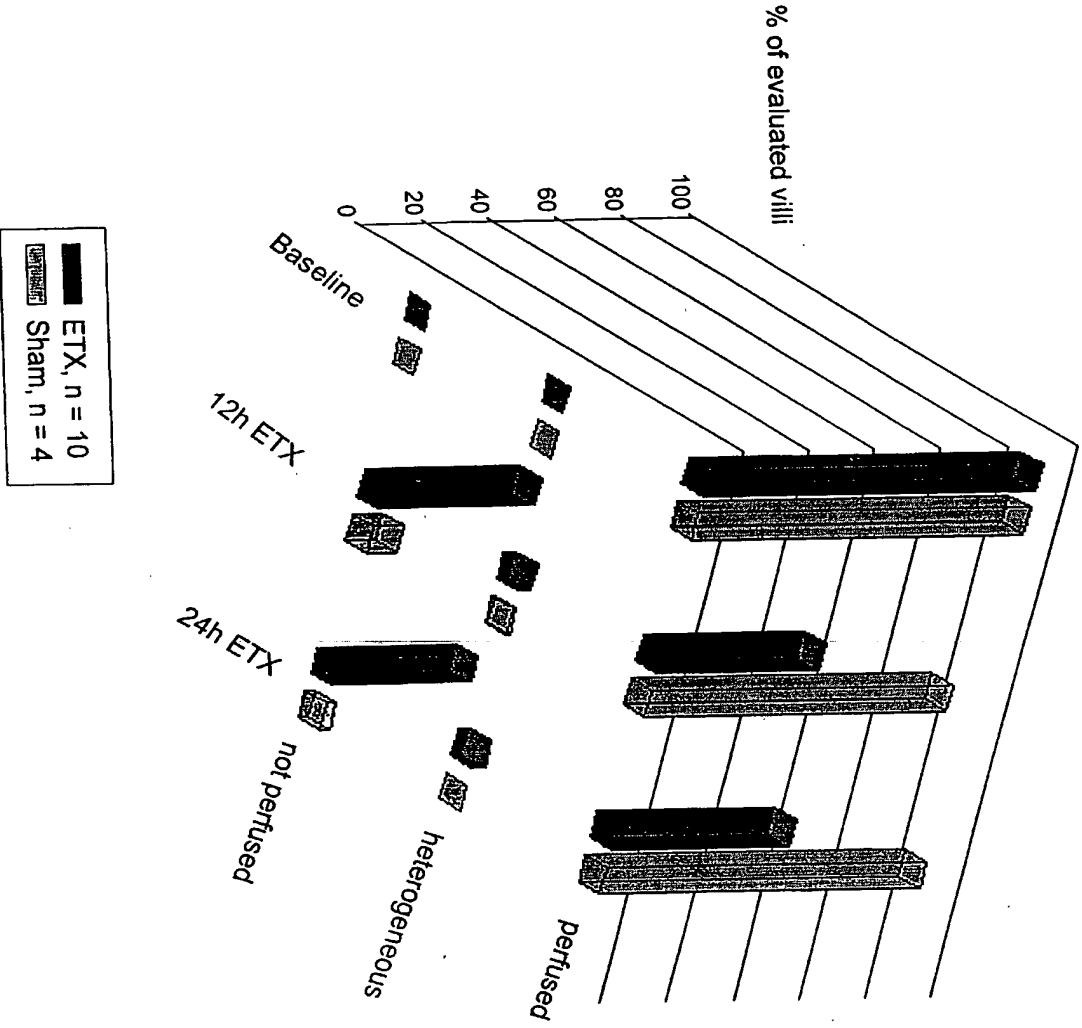 % of evaluated villi
100
80
60
40
20
0
Baseline
12h ETX
24h ETX
not perfused
heterogeneous
perfused
ETX, n = 10
Sham, n = 4